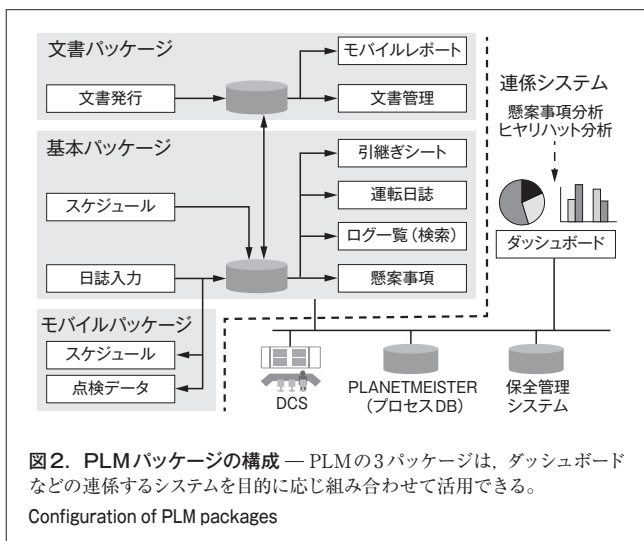 文書パッケージ
文書発行
モバイルレポート
文書管理
基本パッケージ
スケジュール
日誌入力
引継ぎシート
運転日誌
ログ一覧（検索）
懸案事項
モバイルパッケージ
スケジュール
点検データ
連係システム
懸案事項分析
ヒヤリハット分析
ダッシュボード
DCS
PLANETMEISTER
（プロセスDB）
保全管理
システム
図2．PLMパッケージの構成 — PLMの3パッケージは，ダッシュボード
などの連係するシステムを目的に応じ組み合わせて活用できる。
Configuration of PLM packages